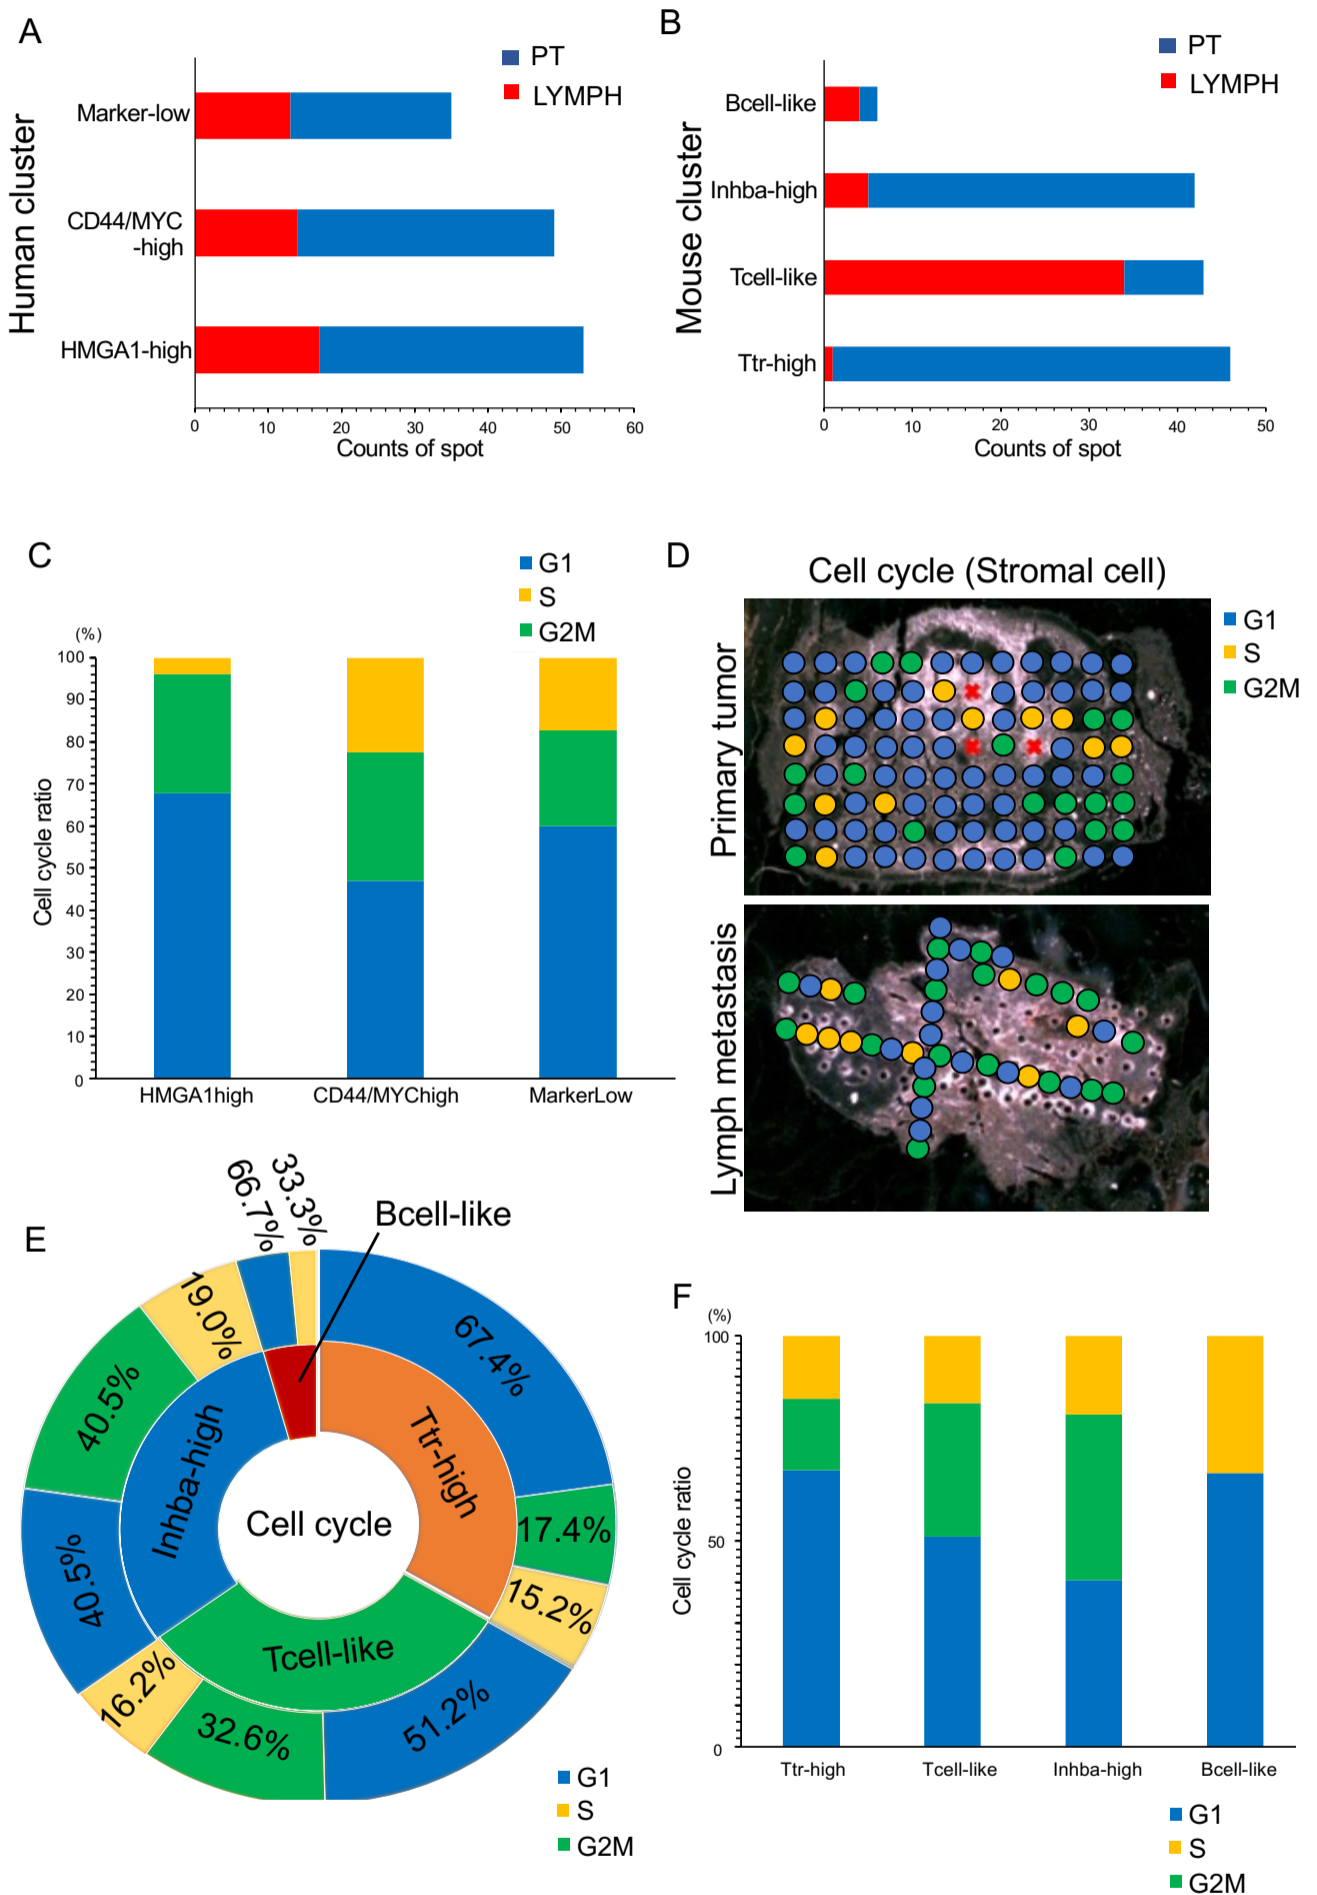 A
PT
LYMPH
Human cluster
Marker-low
CD44/MYC
-high
HMGA1-high
0 10 20 30 40 50 60
Counts of spot
B
PT
LYMPH
Mouse cluster
Bcell-like
Inhba-high
Tcell-like
Ttr-high
0 10 20 30 40 50
Counts of spot
C
G1
S
G2M
(%)
Cell cycle ratio
100
90
80
70
60
50
40
30
20
10
0
HMGA1high CD44/MYChigh MarkerLow
D
Cell cycle (Stromal cell)
G1
S
G2M
Primary tumor
Lymph metastasis
E
66.7% 33.3%
Bcell-like
19.0%
67.4%
40.5%
Inhba-high
Ttr-high
Cell cycle
17.4%
40.5%
15.2%
Tcell-like
16.2%
32.6%
51.2%
G1
S
G2M
F
(%)
Cell cycle ratio
100
50
0
Ttr-high Tcell-like Inhba-high Bcell-like
G1
S
G2M